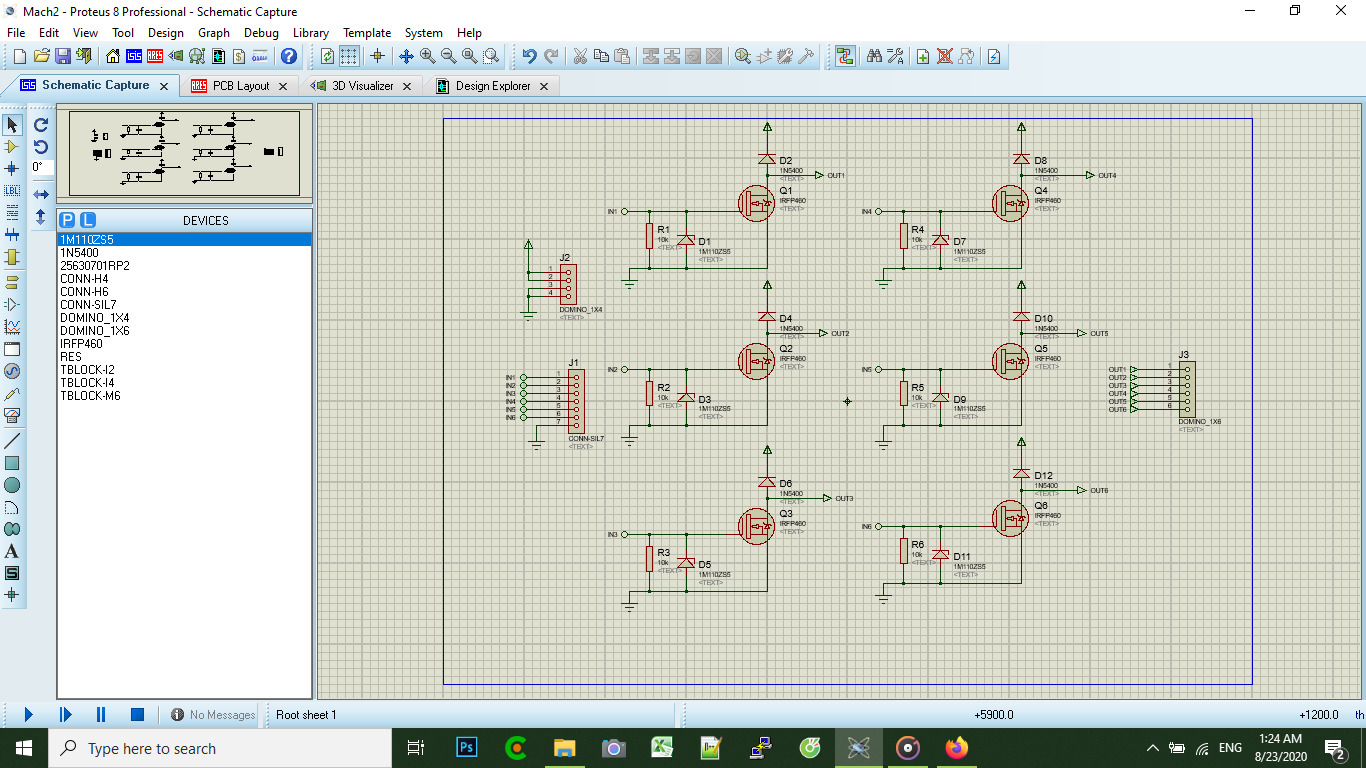 Mach2 - Proteus 8 Professional - Schematic Capture
File Edit View Tool Design Graph Debug Library Template System Help
Schematic Capture
PCB Layout
3D Visualizer
Design Explorer
0°
LBL
P L DEVICES
1M110ZS5
1N5400
25630701RP2
CONN-H4
CONN-H6
CONN-SIL7
DOMINO_1X4
DOMINO_1X6
IRFP460
RES
TBLOCK-I2
TBLOCK-I4
TBLOCK-M6
A
S
J2
1
2
3
4
DOMINO_1X4
<TEXT>
J1
IN1 1
IN2 2
IN3 3
IN4 4
IN5 5
IN6 6
7
CONN-SIL7
<TEXT>
D2
1N5400
<TEXT>
OUT1
Q1
IRFP460
<TEXT>
IN1
R1
10k
<TEXT>
D1
1M110ZS5
<TEXT>
D4
1N5400
<TEXT>
OUT2
Q2
IRFP460
<TEXT>
IN2
R2
10k
<TEXT>
D3
1M110ZS5
<TEXT>
D6
1N5400
<TEXT>
OUT3
Q3
IRFP460
<TEXT>
IN3
R3
10k
<TEXT>
D5
1M110ZS5
<TEXT>
D8
1N5400
<TEXT>
OUT4
Q4
IRFP460
<TEXT>
IN4
R4
10k
<TEXT>
D7
1M110ZS5
<TEXT>
D10
1N5400
<TEXT>
OUT5
Q5
IRFP460
<TEXT>
IN5
R5
10k
<TEXT>
D9
1M110ZS5
<TEXT>
D12
1N5400
<TEXT>
OUT6
Q6
IRFP460
<TEXT>
IN6
R6
10k
<TEXT>
D11
1M110ZS5
<TEXT>
J3
OUT1 1
OUT2 2
OUT3 3
OUT4 4
OUT5 5
OUT6 6
DOMINO_1X6
<TEXT>
No Messages
Root sheet 1
+5900.0
+1200.0
th
Type here to search
Ps
ENG
1:24 AM
8/23/2020
2